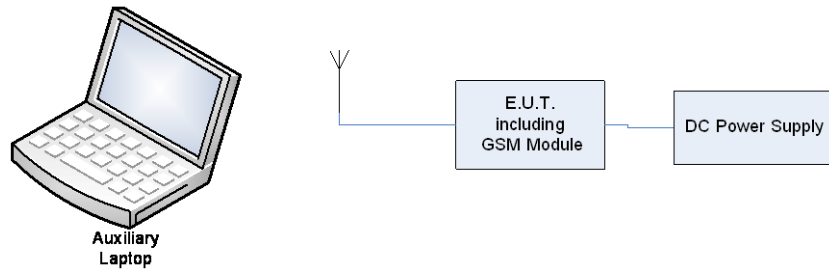 Auxiliary
Laptop
E.U.T.
including
GSM Module
DC Power Supply